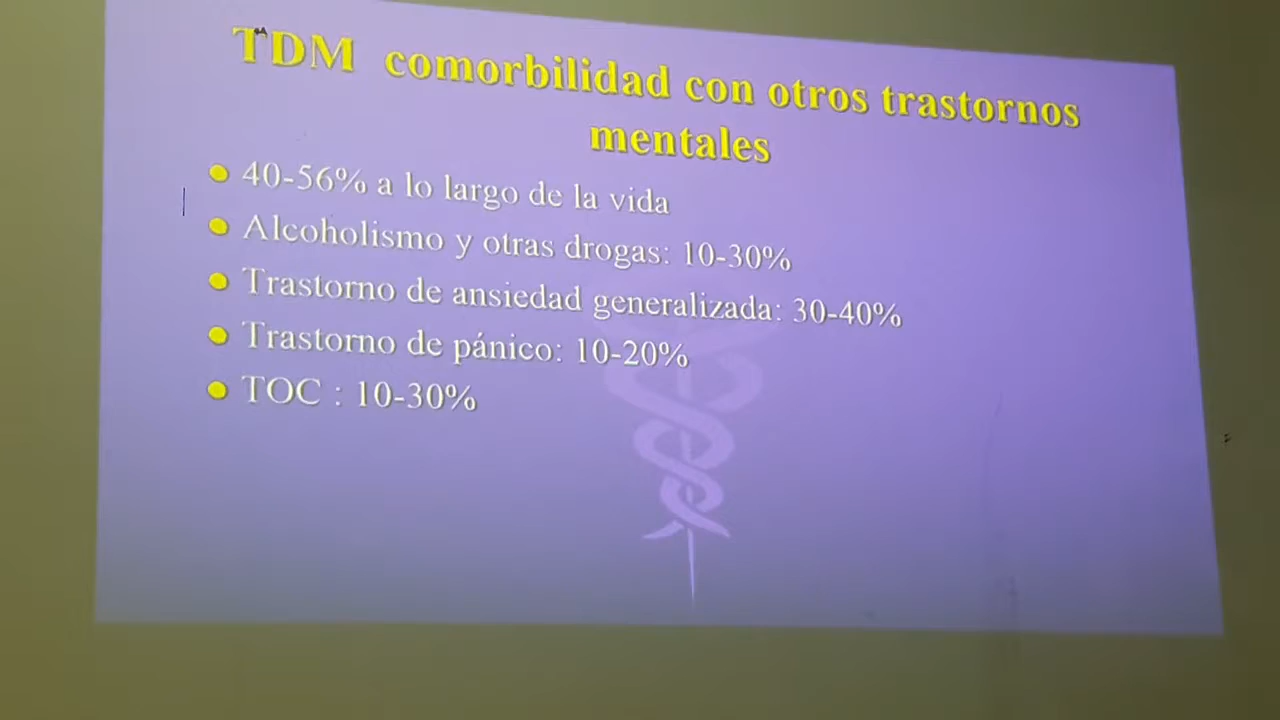 TDM comorbilidad con otros trastornos
mentales
40-56% a lo largo de la vida
Alcoholismo y otras drogas: 10-30%
Trastorno de ansiedad generalizada: 30-40%
Trastorno de pánico: 10-20%
TOC : 10-30%